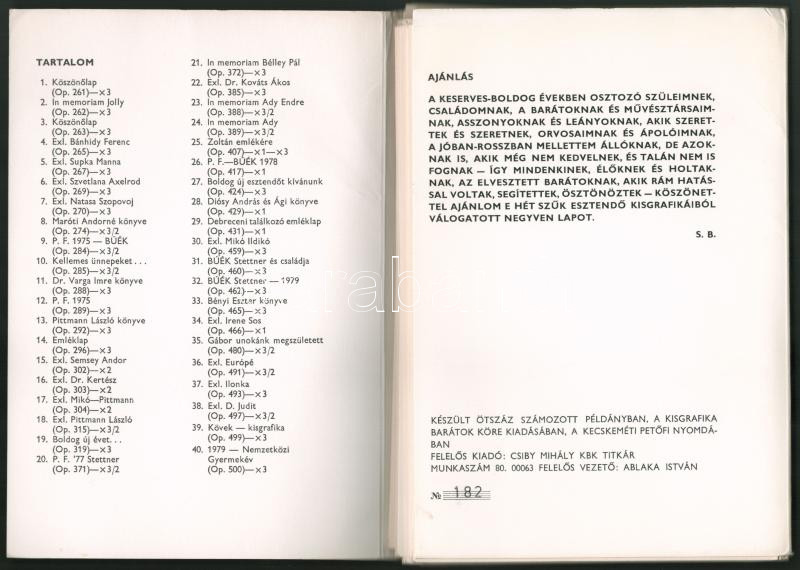 TARTALOM
1. Köszönőlap
(Op. 261)—×3
2. In memoriam Jolly
(Op. 262)—×3
3. Köszönőlap
(Op. 263)—×3
4. Exl. Bánhidy Ferenc
(Op. 265)—×3
5. Exl. Supka Manna
(Op. 267)—×3
6. Exl. Szvetlana Axelrod
(Op. 269)—×3
7. Exl. Natasa Szopovoj
(Op. 270)—×3
8. Maróti Andorné könyve
(Op. 274)—×3/2
9. P. F. 1975 — BÚÉK
(Op. 284)—×3/2
10. Kellemes ünnepeket . . .
(Op. 285)—×3/2
11. Dr. Varga Imre könyve
(Op. 288)—×3
12. P. F. 1975
(Op. 289)—×3
13. Pittmann László könyve
(Op. 292)—×3
14. Emléklap
(Op. 296)—×3
15. Exl. Semsey Andor
(Op. 302)—×2
16. Exl. Dr. Kertész
(Op. 303)—×2
17. Exl. Mikó—Pittmann
(Op. 304)—×2
18. Exl. Pittmann László
(Op. 315)—×3/2
19. Boldog új évet. . .
(Op. 319)—×3
20. P. F. '77 Stettner
(Op. 371)—×3/2
21. In memoriam Bélley Pál
(Op. 372)—×3
22. Exl. Dr. Kováts Ákos
(Op. 385)—×3
23. In memoriam Ady Endre
(Op. 388)—×3/2
24. In memoriam Ady
(Op. 389)—×3/2
25. Zoltán emlékére
(Op. 407)—×1—×3
26. P. F.—BÚÉK 1978
(Op. 417)—×1
27. Boldog új esztendőt kívánunk
(Op. 424)—×3
28. Diósy András és Ági könyve
(Op. 429)—×1
29. Debreceni találkozó emléklap
(Op. 431)—×1
30. Exl. Mikó Ildikó
(Op. 459)—×3
31. BÚÉK Stettner és családja
(Op. 460)—×3
32. BÚÉK Stettner — 1979
(Op. 462)—×3
33. Bényi Eszter könyve
(Op. 465)—×3
34. Exl. Irene Sos
(Op. 466)—×1
35. Gábor unokánk megszületett
(Op. 480)—×3/2
36. Exl. Európé
(Op. 491)—×3/2
37. Exl. Ilonka
(Op. 493)—×3
38. Exl. D. Judit
(Op. 497)—×3/2
39. Kövek — kisgrafika
(Op. 499)—×3
40. 1979 — Nemzetközi
Gyermekév
(Op. 500)—×3
AJÁNLÁS
A KESERVES-BOLDOG ÉVEKBEN OSZTOZÓ SZÜLEIMNEK,
CSALÁDOMNAK, A BARÁTOKNAK ÉS MŰVÉSZTÁRSAIM-
NAK, ASSZONYOKNAK ÉS LEÁNYOKNAK, AKIK SZERET-
TEK ÉS SZERETNEK, ORVOSAIMNAK ÉS ÁPOLÓIMNAK,
A JÓBAN-ROSSZBAN MELLETTEM ÁLLÓKNAK, DE AZOK-
NAK IS, AKIK MÉG NEM KEDVELNEK, ÉS TALÁN NEM IS
FOGNAK — ÍGY MINDENKINEK, ÉLŐKNEK ÉS HOLTAK-
NAK, AZ ELVESZTETT BARÁTOKNAK, AKIK RÁM HATÁS-
SAL VOLTAK, SEGÍTETTEK, ÖSZTÖNÖZTEK — KÖSZÖNET-
TEL AJÁNLOM E HÉT SZŰK ESZTENDŐ KISGRAFIKÁIBÓL
VÁLOGATOTT NEGYVEN LAPOT.
S. B.
KÉSZÜLT ÖTSZÁZ SZÁMOZOTT PÉLDÁNYBAN, A KISGRAFIKA
BARÁTOK KÖRE KIADÁSÁBAN, A KECSKEMÉTI PETŐFI NYOMDÁ-
BAN
FELELŐS KIADÓ: CSIBY MIHÁLY KBK TITKÁR
MUNKASZÁM 80. 00063 FELELŐS VEZETŐ: ABLAKA ISTVÁN
№ 182